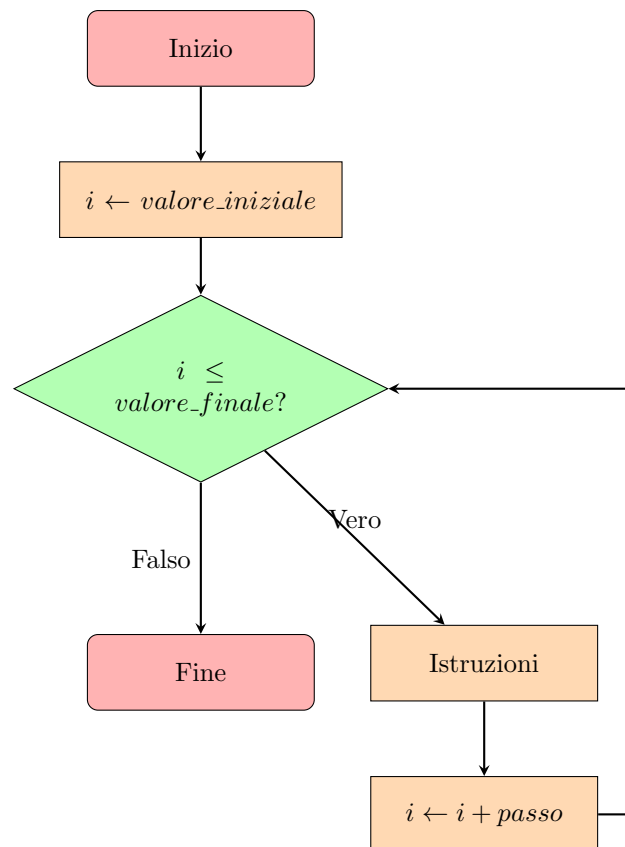 Inizio
i ← valore_iniziale
i ≤
valore_finale?
Vero
Falso
Istruzioni
Fine
i ← i + passo